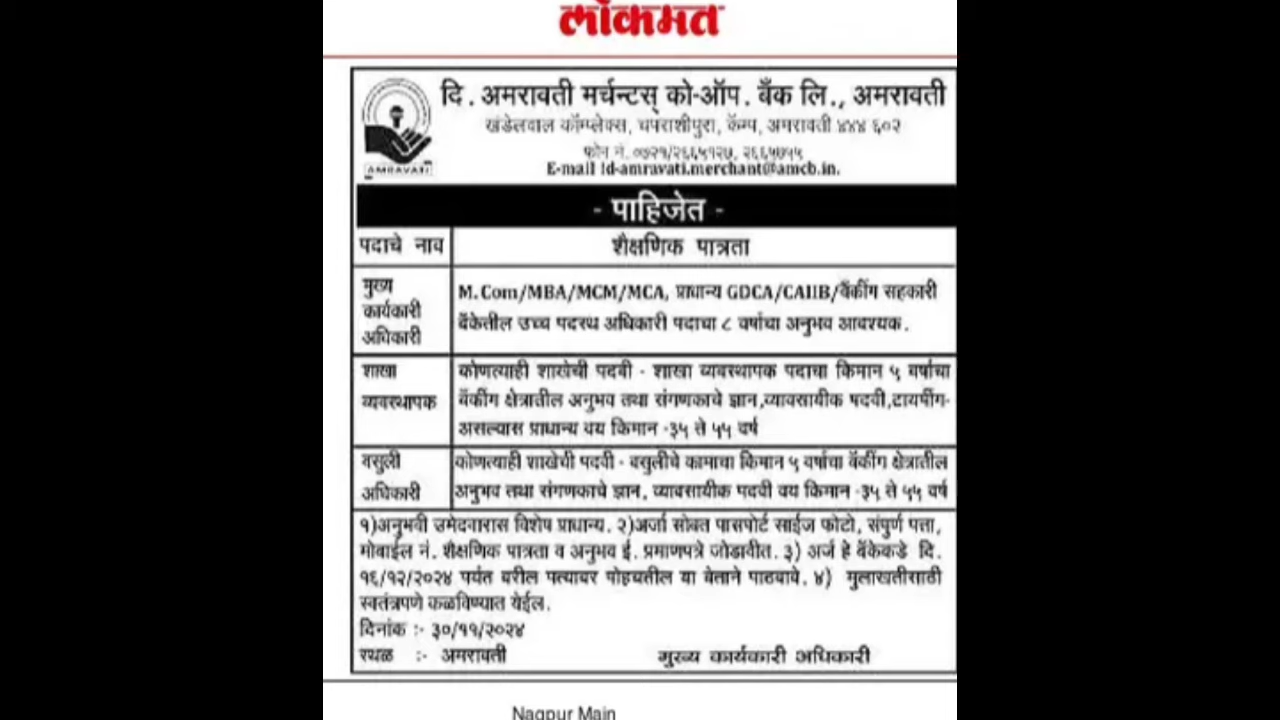 लोकमत
दि. अमरावती मर्चन्टस् को-ऑप. बँक लि., अमरावती
खंडेलवाल कॉम्प्लेक्स, चपराशीपुरा, कॅम्प, अमरावती ४४४ ६०२
फोन नं. ०७२१/२६६५१२७, २६६५७५५
E-mail Id-amravati.merchant@amcb.in.
AMRAVATI
- पाहिजेत -
पदाचे नाव
शैक्षणिक पात्रता
मुख्य
कार्यकारी
अधिकारी
M.Com/MBA/MCM/MCA, प्राधान्य GDCA/CAIIB/बँकींग सहकारी
बँकेतील उच्च पदस्थ अधिकारी पदाचा ८ वर्षाचा अनुभव आवश्यक.
शाखा
व्यवस्थापक
कोणत्याही शाखेची पदवी - शाखा व्यवस्थापक पदाचा किमान ५ वर्षाचा
बँकींग क्षेत्रातील अनुभव तथा संगणकाचे ज्ञान,व्यावसायीक पदवी,टायपींग-
असल्यास प्राधान्य वय किमान -३५ ते ५५ वर्ष
वसुली
अधिकारी
कोणत्याही शाखेची पदवी - वसुलीचे कामाचा किमान ५ वर्षाचा बँकींग क्षेत्रातील
अनुभव तथा संगणकाचे ज्ञान, व्यावसायीक पदवी वय किमान -३५ ते ५५ वर्ष
१)अनुभवी उमेदवारास विशेष प्राधान्य. २)अर्जा सोबत पासपोर्ट साईज फोटो, संपुर्ण पत्ता,
मोबाईल नं. शैक्षणिक पात्रता व अनुभव ई. प्रमाणपत्रे जोडावीत. ३) अर्ज हे बँकेकडे दि.
१६/१२/२०२४ पर्यंत वरील पत्यावर पोहचतील या बेताने पाठवावे. ४) मुलाखतीसाठी
स्वतंत्रपणे कळविण्यात येईल.
दिनांक :- ३०/११/२०२४
स्थळ :- अमरावती
मुख्य कार्यकारी अधिकारी
Nagpur Main